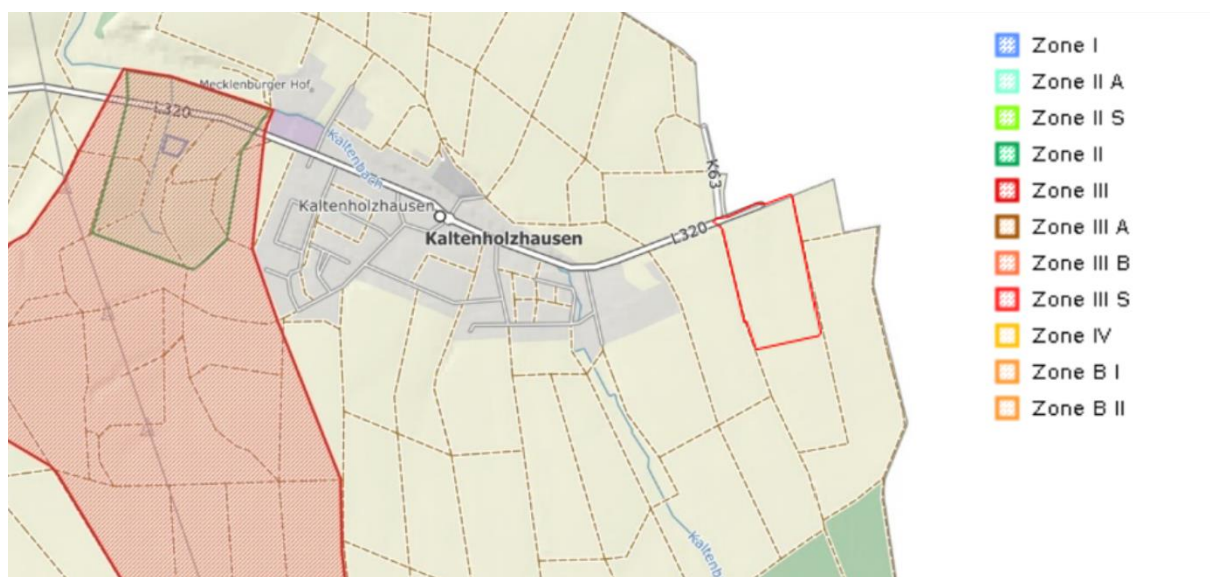 Mecklenburger Hof
L320
Kaltenbach
K63
Kaltenholzhausen
Kaltenholzhausen
L320
Kaltenb
Zone I
Zone II A
Zone II S
Zone II
Zone III
Zone III A
Zone III B
Zone III S
Zone IV
Zone B I
Zone B II